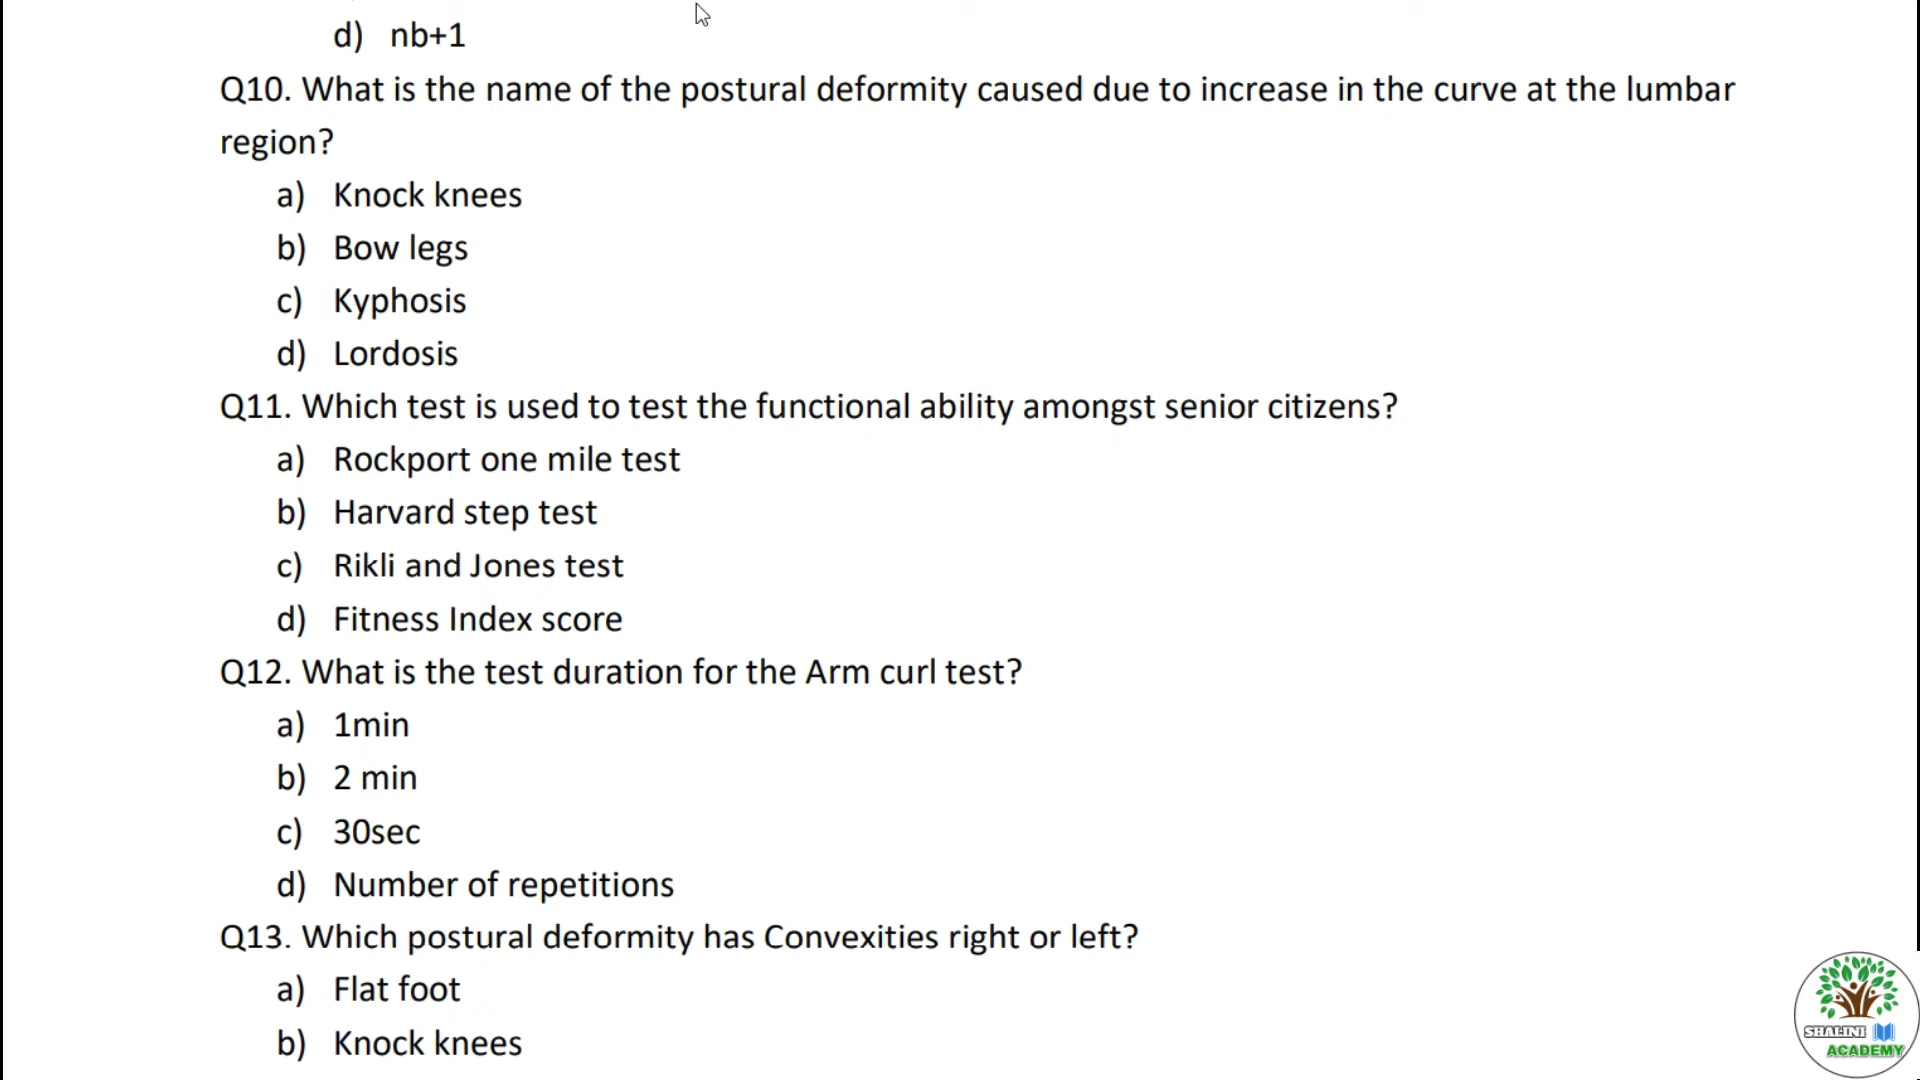 d) nb+1
Q10. What is the name of the postural deformity caused due to increase in the curve at the lumbar
region?
a) Knock knees
b) Bow legs
c) Kyphosis
d) Lordosis
Q11. Which test is used to test the functional ability amongst senior citizens?
a) Rockport one mile test
b) Harvard step test
c) Rikli and Jones test
d) Fitness Index score
Q12. What is the test duration for the Arm curl test?
a) 1min
b) 2 min
c) 30sec
d) Number of repetitions
Q13. Which postural deformity has Convexities right or left?
a) Flat foot
b) Knock knees
SHALINI
ACADEMY